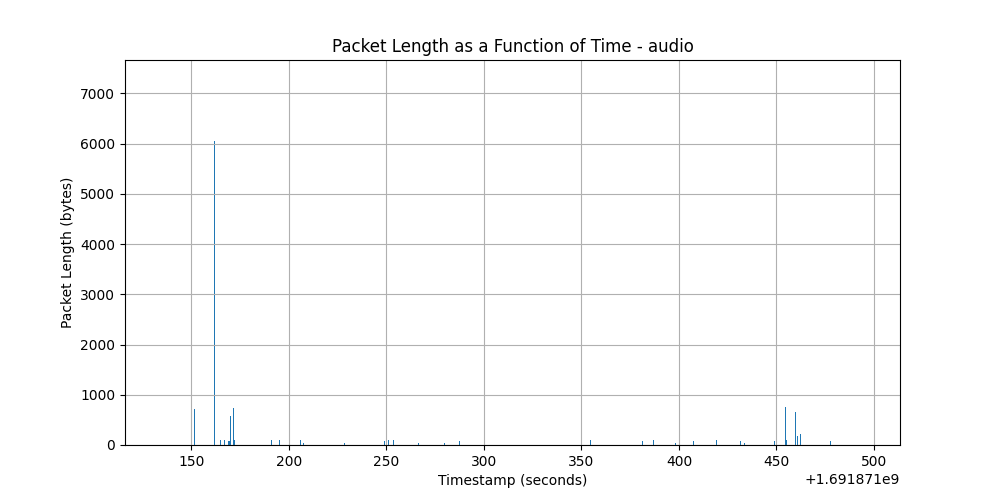 Packet Length as a Function of Time - audio
Packet Length (bytes)
7000
6000
5000
4000
3000
2000
1000
0
150 200 250 300 350 400 450 500
+1.691871e9
Timestamp (seconds)